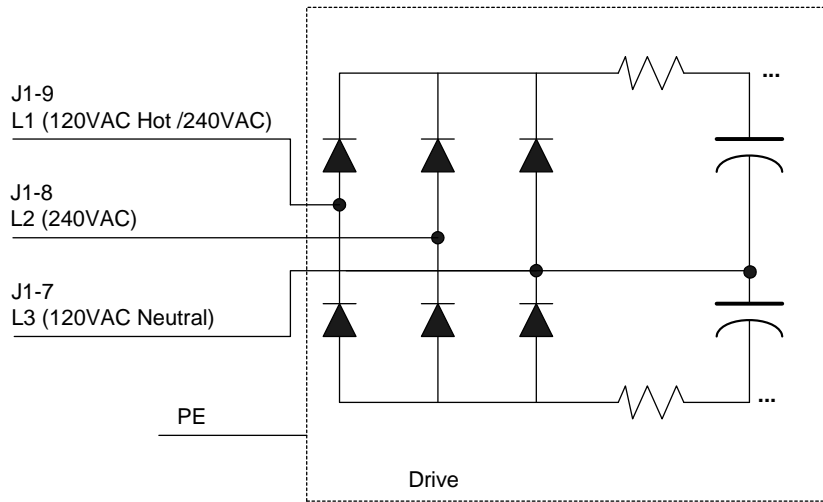 J1-9
L1 (120VAC Hot /240VAC)
...
J1-8
L2 (240VAC)
J1-7
L3 (120VAC Neutral)
...
PE
Drive